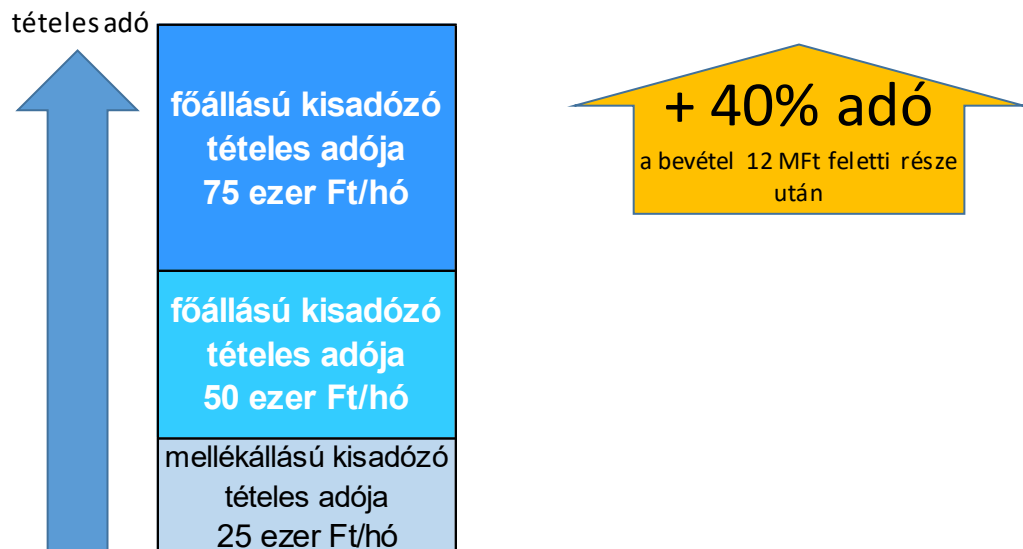 tételes adó
főállású kisadózó
tételes adója
75 ezer Ft/hó
+ 40% adó
a bevétel 12 MFt feletti része
után
főállású kisadózó
tételes adója
50 ezer Ft/hó
mellékállású kisadózó
tételes adója
25 ezer Ft/hó